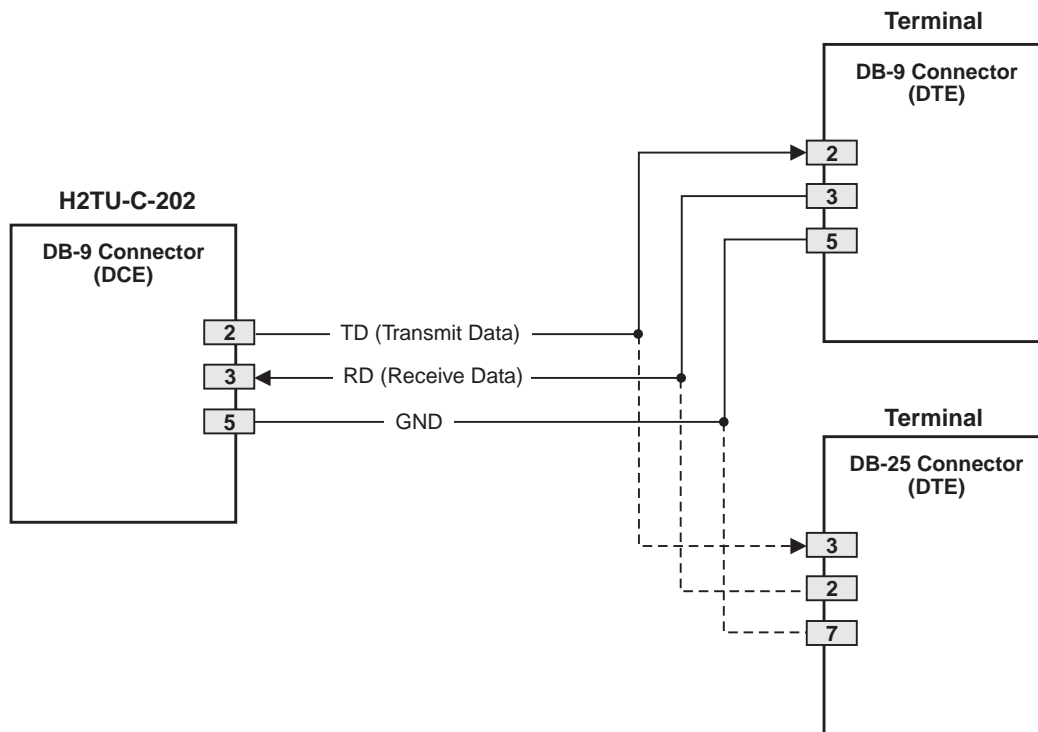 H2TU-C-202
DB-9 Connector
(DCE)
2
3
5
TD (Transmit Data)
RD (Receive Data)
GND
Terminal
DB-9 Connector
(DTE)
2
3
5
Terminal
DB-25 Connector
(DTE)
3
2
7